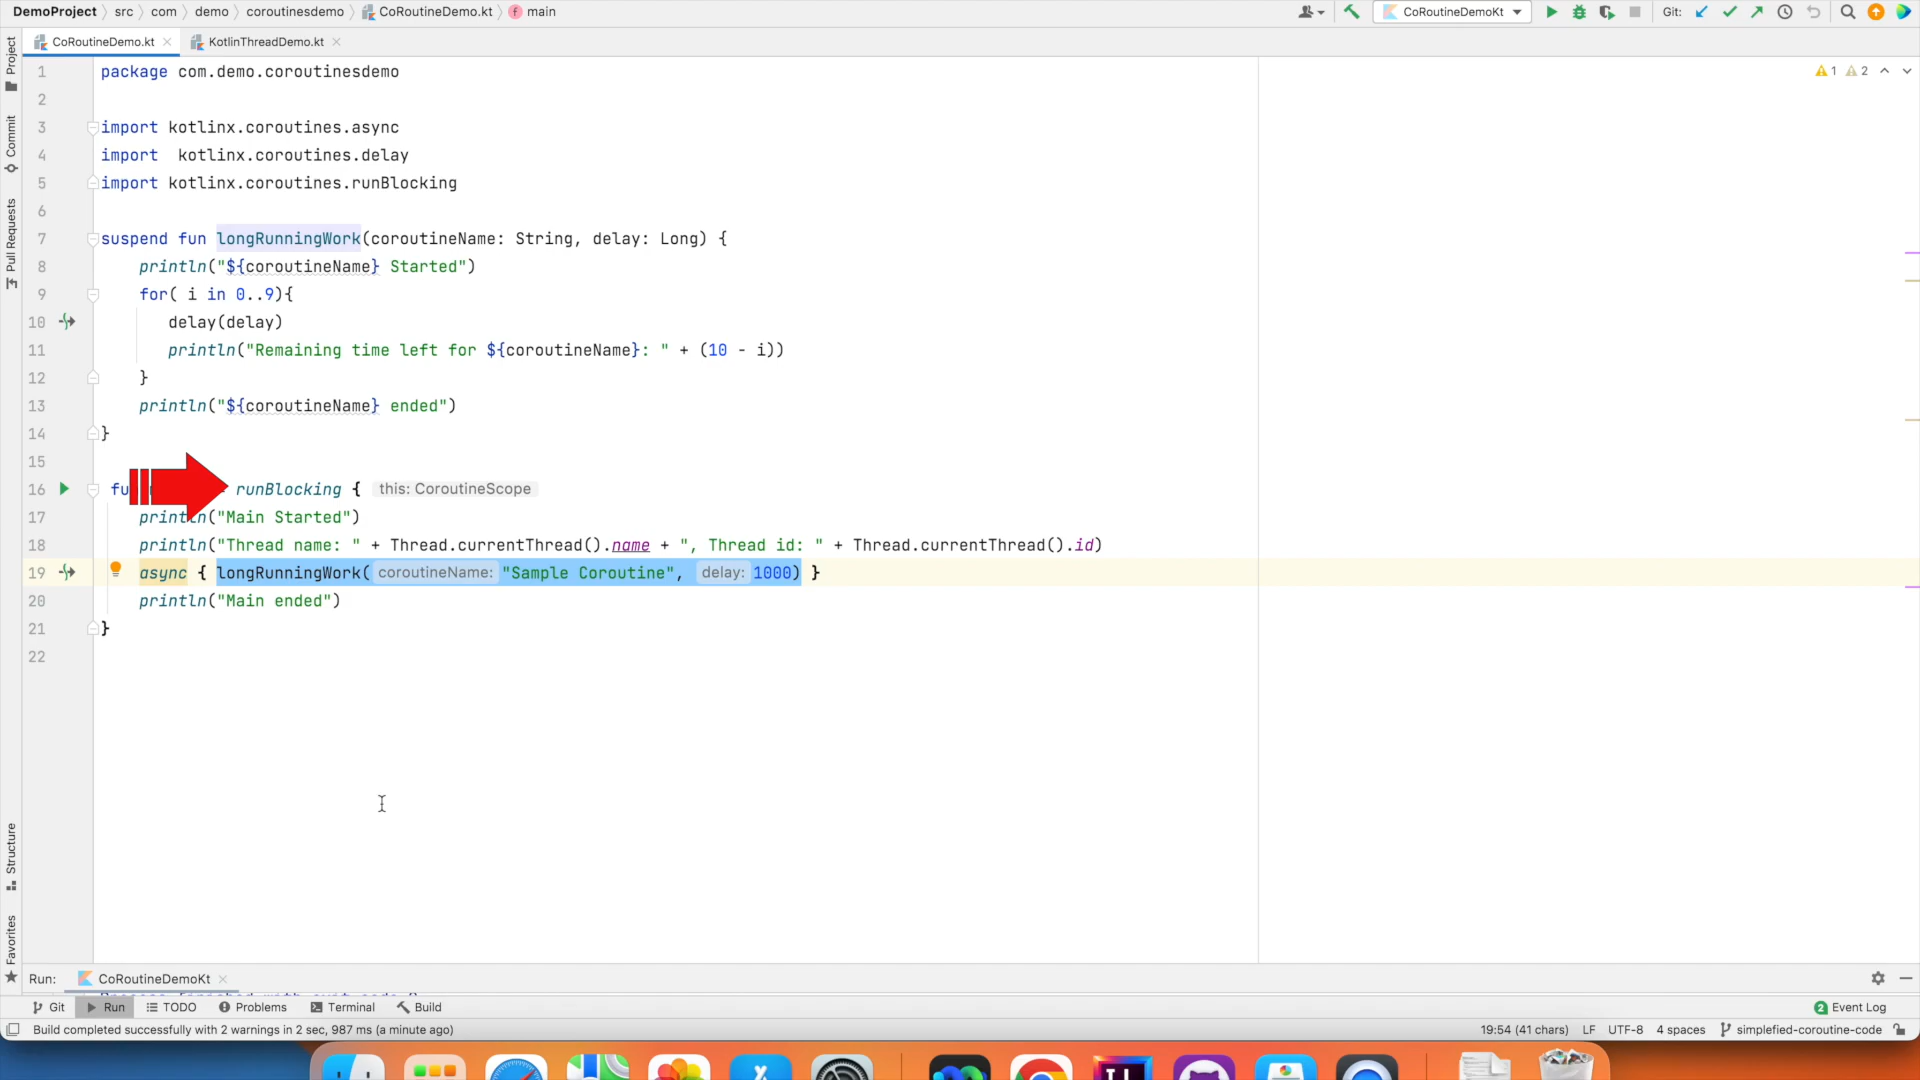 DemoProject src com demo coroutinesdemo CoRoutineDemo.kt main CoRoutineDemoKt Git:
CoRoutineDemo.kt KotlinThreadDemo.kt
1 package com.demo.coroutinesdemo 1 2
2
3 import kotlinx.coroutines.async
4 import  kotlinx.coroutines.delay
5 import kotlinx.coroutines.runBlocking
6
7 suspend fun longRunningWork(coroutineName: String, delay: Long) {
8 println("${coroutineName} Started")
9 for( i in 0..9){
10 delay(delay)
11 println("Remaining time left for ${coroutineName}: " + (10 - i))
12 }
13 println("${coroutineName} ended")
14 }
15
16 runBlocking { this: CoroutineScope
17 println("Main Started")
18 println("Thread name: " + Thread.currentThread().name + ", Thread id: " + Thread.currentThread().id)
19 async { longRunningWork( coroutineName: "Sample Coroutine", delay: 1000) }
20 println("Main ended")
21 }
22
Project
Commit
Pull Requests
Structure
Favorites
Run: CoRoutineDemoKt
Git Run TODO Problems Terminal Build 2 Event Log
Build completed successfully with 2 warnings in 2 sec, 987 ms (a minute ago) 19:54 (41 chars) LF UTF-8 4 spaces simplefied-coroutine-code